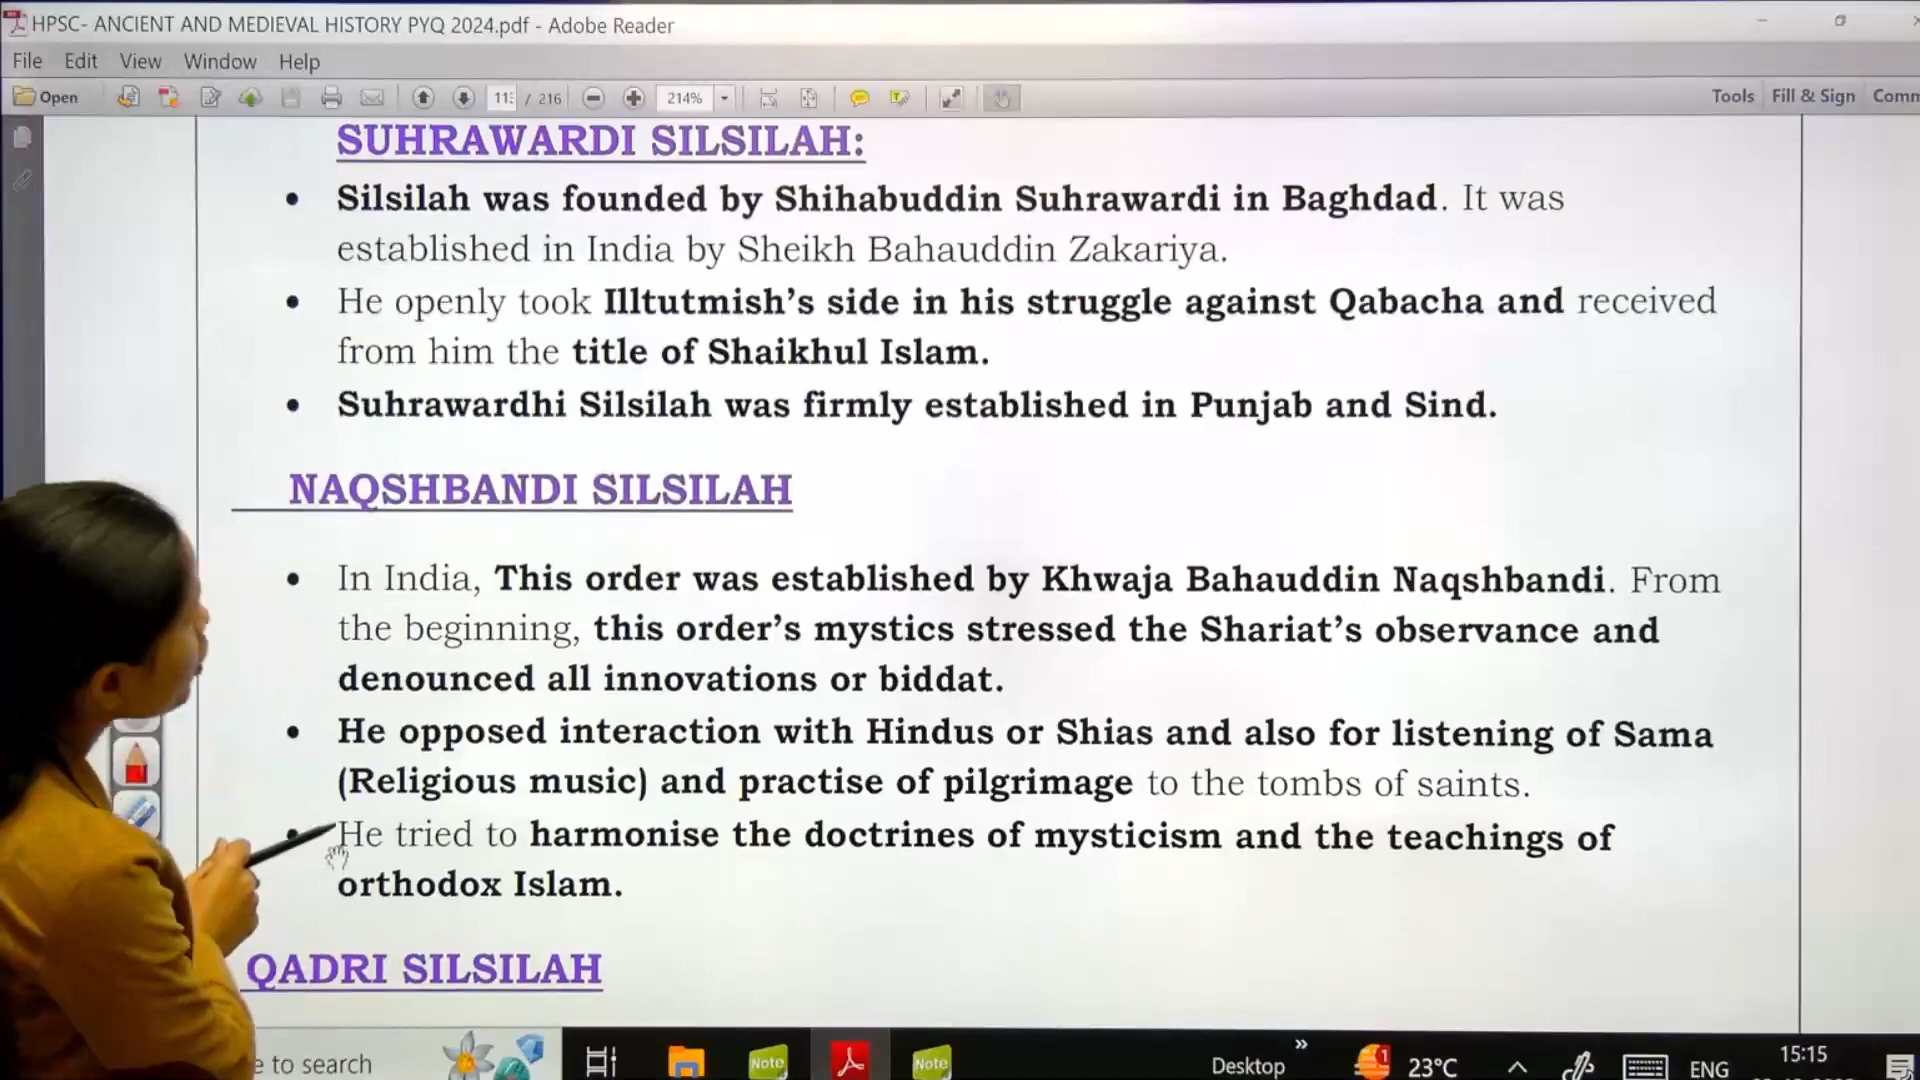 HPSC- ANCIENT AND MEDIEVAL HISTORY PYQ 2024.pdf - Adobe Reader
File Edit View Window Help
Open / 216 214% Tools Fill & Sign
SUHRAWARDI SILSILAH:
• Silsilah was founded by Shihabuddin Suhrawardi in Baghdad. It was
established in India by Sheikh Bahauddin Zakariya.
• He openly took Illtutmish's side in his struggle against Qabacha and received
from him the title of Shaikhul Islam.
• Suhrawardhi Silsilah was firmly established in Punjab and Sind.
NAQSHBANDI SILSILAH
• In India, This order was established by Khwaja Bahauddin Naqshbandi. From
the beginning, this order's mystics stressed the Shariat's observance and
denounced all innovations or biddat.
• He opposed interaction with Hindus or Shias and also for listening of Sama
(Religious music) and practise of pilgrimage to the tombs of saints.
• He tried to harmonise the doctrines of mysticism and the teachings of
orthodox Islam.
QADRI SILSILAH
e to search Note Note Desktop » 1 23°C ENG 15:15